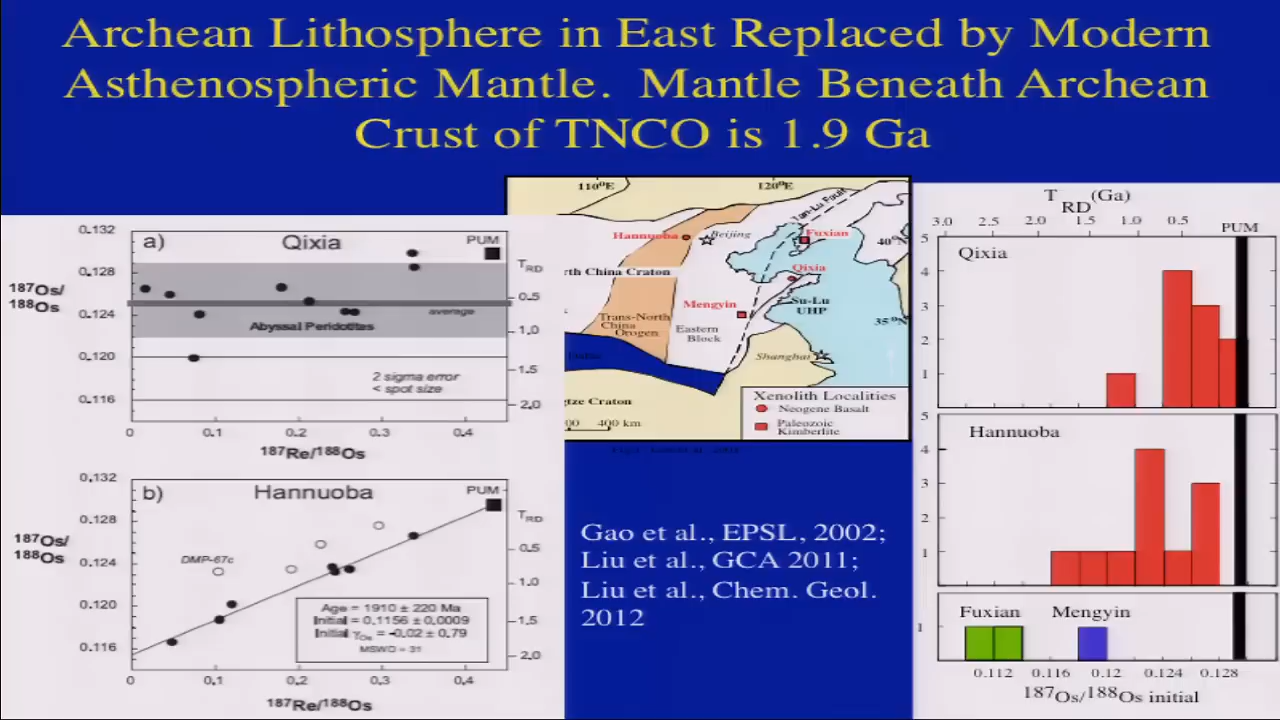 Archean Lithosphere in East Replaced by Modern
Asthenospheric Mantle. Mantle Beneath Archean
Crust of TNCO is 1.9 Ga
a)
Qixia
PUM
0.132
0.128
0.124
0.120
0.116
187Os/
188Os
TRD
0.5
1.0
1.5
2.0
average
Abyssal Peridotites
2 sigma error
< spot size
0
0.1
0.2
0.3
0.4
187Re/188Os
b)
Hannuoba
PUM
0.132
0.128
0.124
0.120
0.116
187Os/
188Os
TRD
0.5
1.0
1.5
2.0
DMP-67c
Age = 1910 ± 220 Ma
Initial = 0.1156 ± 0.0009
Initial γOs = -0.02 ± 0.79
MSWD = 31
0
0.1
0.2
0.3
0.4
187Re/188Os
110°E
120°E
Tan-Lu Fault
Hannuoba
Beijing
Fuxian
40°N
rth China Craton
Qixia
Mengyin
Su-Lu
UHP
Trans-North
China
Orogen
Eastern
Block
35°N
Shanghai
gtze Craton
00 400 km
Xenolith Localities
Neogene Basalt
Paleozoic
Kimberlite
Gao et al., EPSL, 2002;
Liu et al., GCA 2011;
Liu et al., Chem. Geol.
2012
TRD(Ga)
3.0 2.5 2.0 1.5 1.0 0.5
PUM
Qixia
5
4
3
2
1
Hannuoba
5
4
3
2
1
Fuxian
Mengyin
1
0.112 0.116 0.12 0.124 0.128
187Os/188Os initial